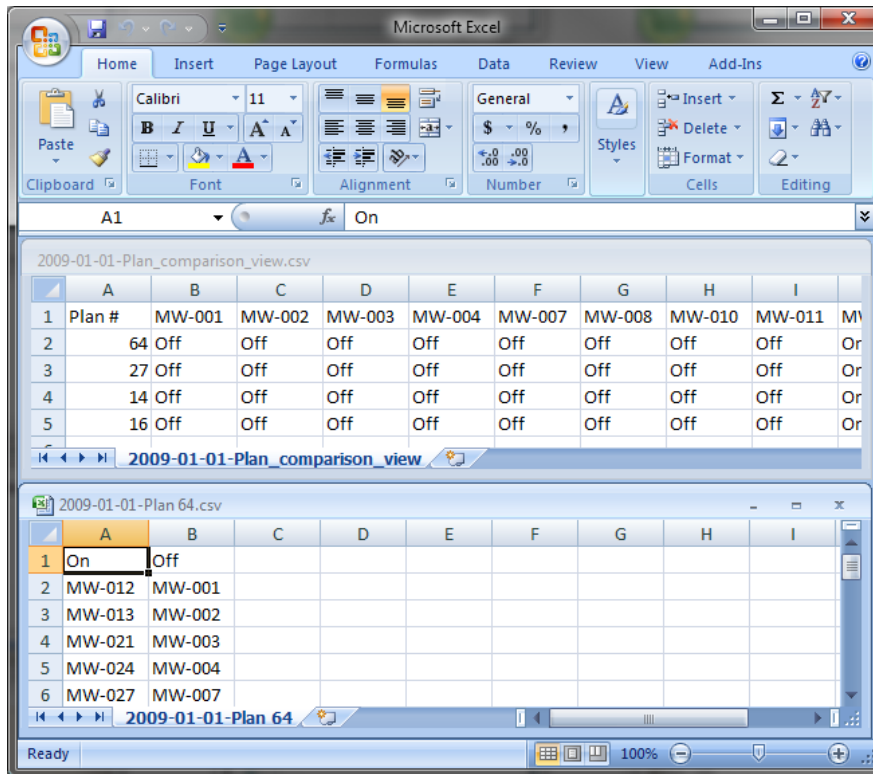 Microsoft Excel
Home Insert Page Layout Formulas Data Review View Add-Ins
Paste
Calibri 11
B I U A A
General
$ % ,
.00 .00
Styles
Insert
Delete
Format
Σ
Clipboard Font Alignment Number Cells Editing
A1 fx On
2009-01-01-Plan_comparison_view.csv
A B C D E F G H I
1 Plan # MW-001 MW-002 MW-003 MW-004 MW-007 MW-008 MW-010 MW-011
2 64 Off Off Off Off Off Off Off Off
3 27 Off Off Off Off Off Off Off Off
4 14 Off Off Off Off Off Off Off Off
5 16 Off Off Off Off Off Off Off Off
2009-01-01-Plan_comparison_view
2009-01-01-Plan 64.csv
A B C D E F G H I
1 On Off
2 MW-012 MW-001
3 MW-013 MW-002
4 MW-021 MW-003
5 MW-024 MW-004
6 MW-027 MW-007
2009-01-01-Plan 64
Ready 100%